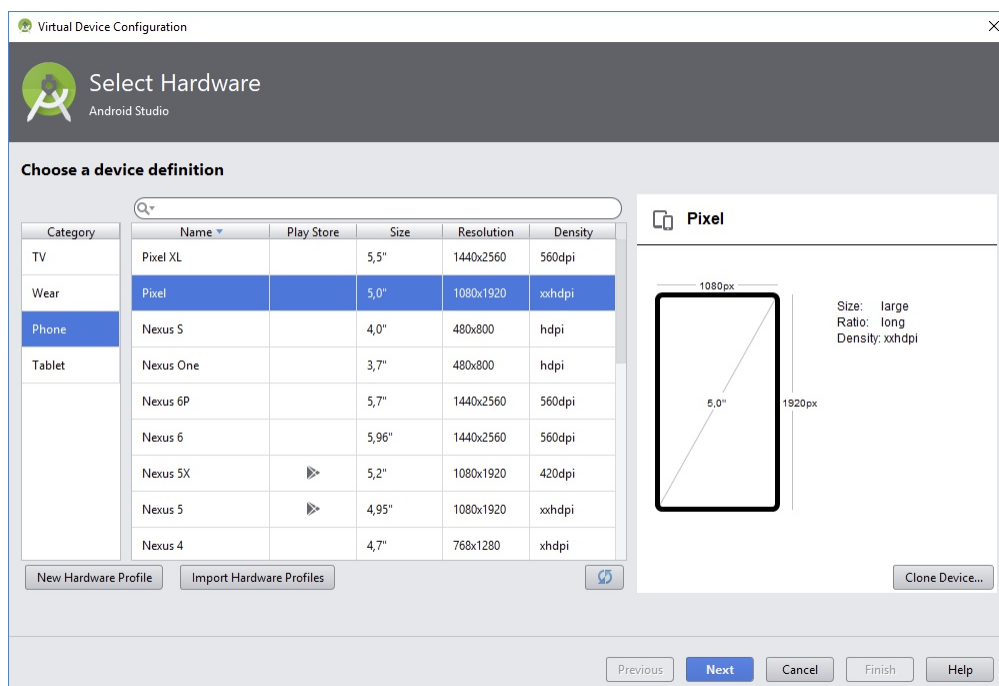 Virtual Device Configuration
Select Hardware
Android Studio
Choose a device definition
Category
TV
Wear
Phone
Tablet
Name Play Store Size Resolution Density
Pixel XL 5,5" 1440x2560 560dpi
Pixel 5,0" 1080x1920 xxhdpi
Nexus S 4,0" 480x800 hdpi
Nexus One 3,7" 480x800 hdpi
Nexus 6P 5,7" 1440x2560 560dpi
Nexus 6 5,96" 1440x2560 560dpi
Nexus 5X 5,2" 1080x1920 420dpi
Nexus 5 4,95" 1080x1920 xxhdpi
Nexus 4 4,7" 768x1280 xhdpi
New Hardware Profile Import Hardware Profiles
Pixel
1080px
5,0"
1920px
Size: large
Ratio: long
Density: xxhdpi
Clone Device...
Previous Next Cancel Finish Help